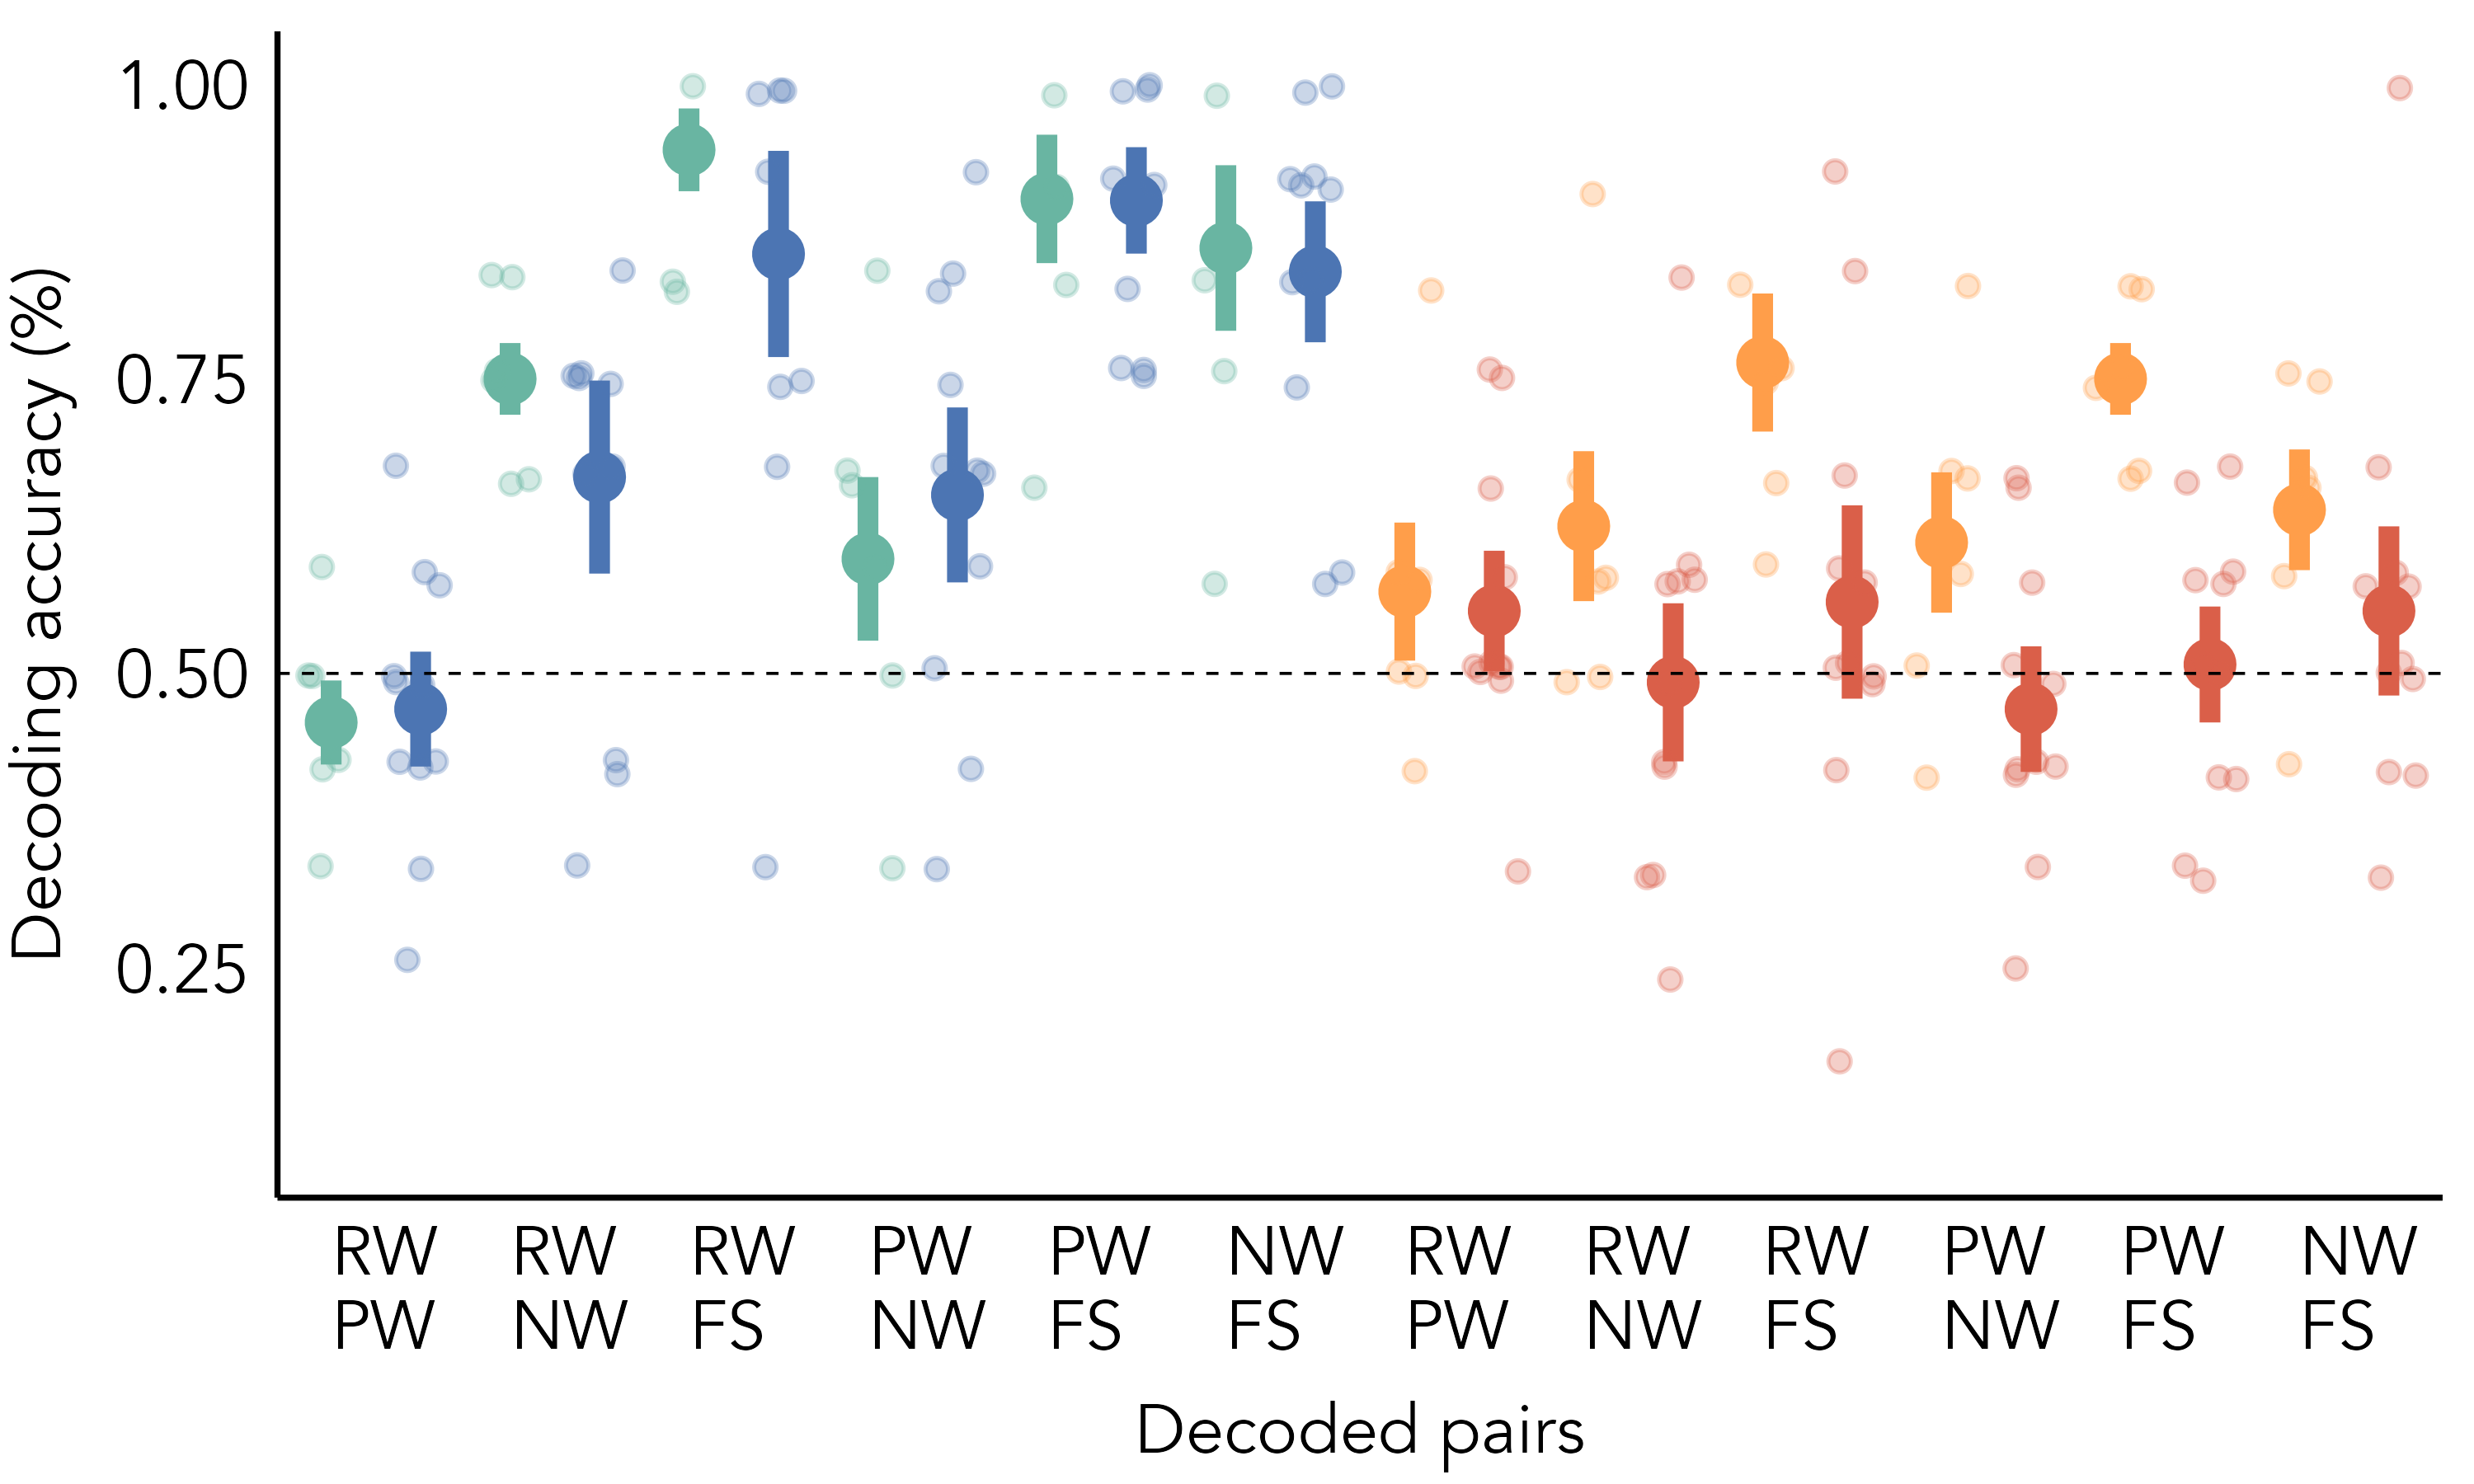 Decoding accuracy (%)
1.00
0.75
0.50
0.25
RW RW RW PW PW NW RW RW RW PW PW NW
PW NW FS NW FS FS PW NW FS NW FS FS
Decoded pairs